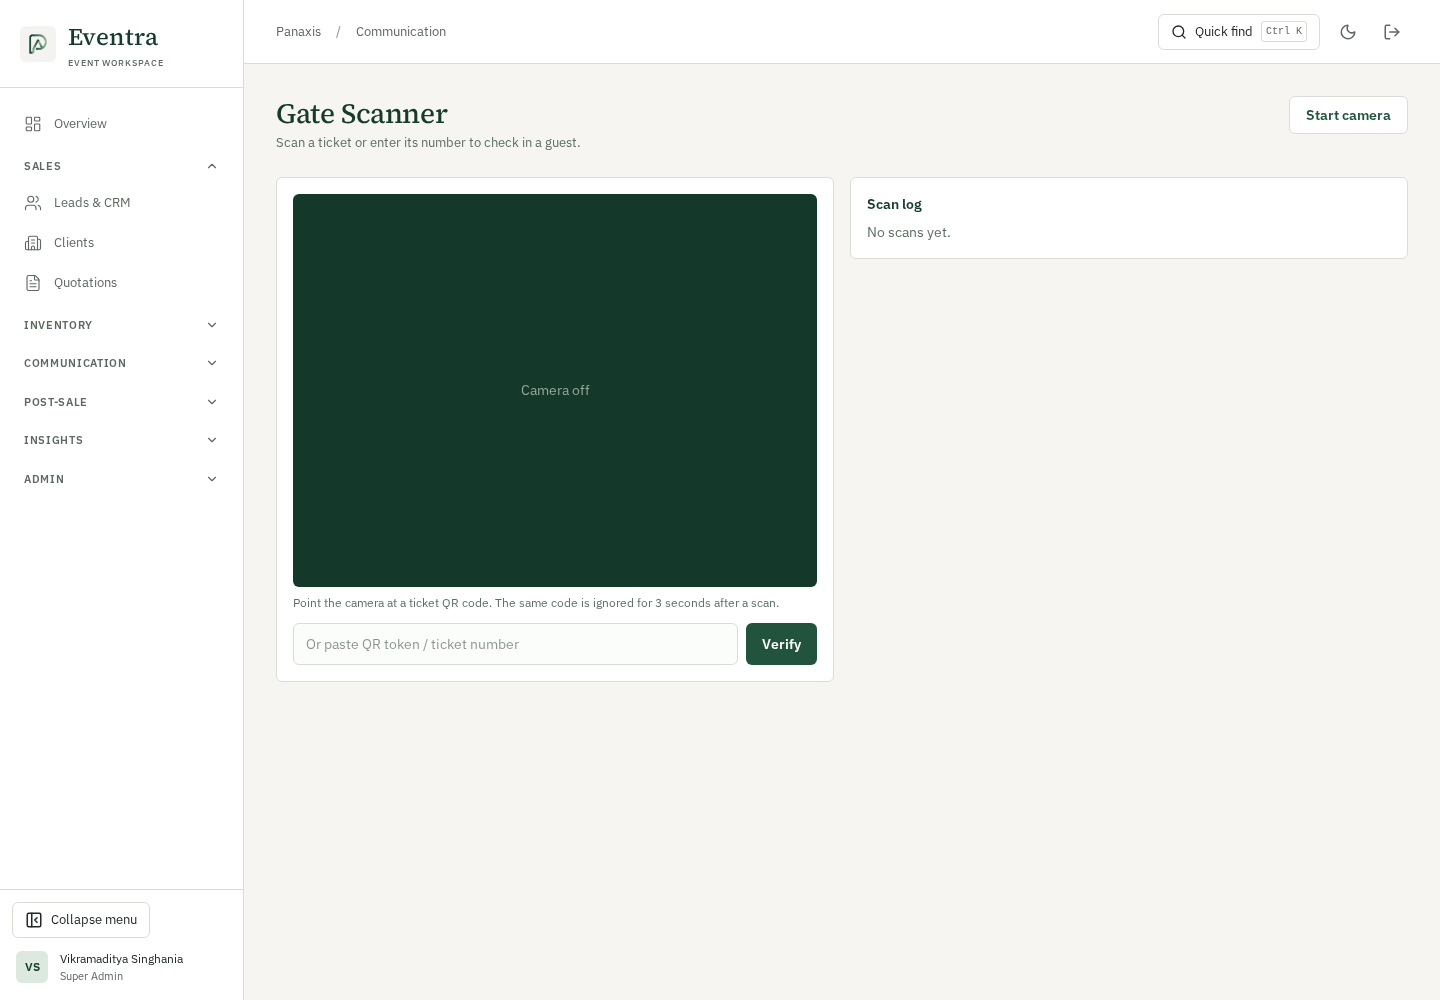 Eventra
EVENT WORKSPACE
Overview
SALES
Leads & CRM
Clients
Quotations
INVENTORY
COMMUNICATION
POST-SALE
INSIGHTS
ADMIN
Collapse menu
VS
Vikramaditya Singhania
Super Admin
Panaxis / Communication
Quick find Ctrl K
Gate Scanner
Scan a ticket or enter its number to check in a guest.
Start camera
Camera off
Point the camera at a ticket QR code. The same code is ignored for 3 seconds after a scan.
Or paste QR token / ticket number
Verify
Scan log
No scans yet.